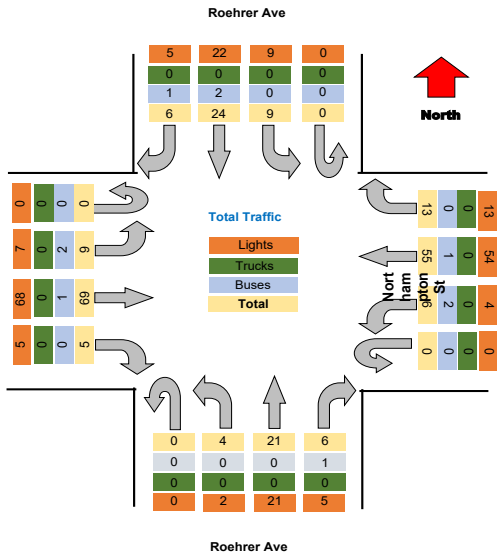 Roehrer Ave
5 22 9 0
0 0 0 0
1 2 0 0
6 24 9 0
North
0 0 0 0
7 0 2 9
68 0 1 69
5 0 0 5
Total Traffic
Lights
Trucks
Buses
Total
13 0 0 13
55 1 0 54
6 2 0 4
0 0 0 0
Northampton St
0 4 21 6
0 0 0 1
0 0 0 0
0 2 21 5
Roehrer Ave